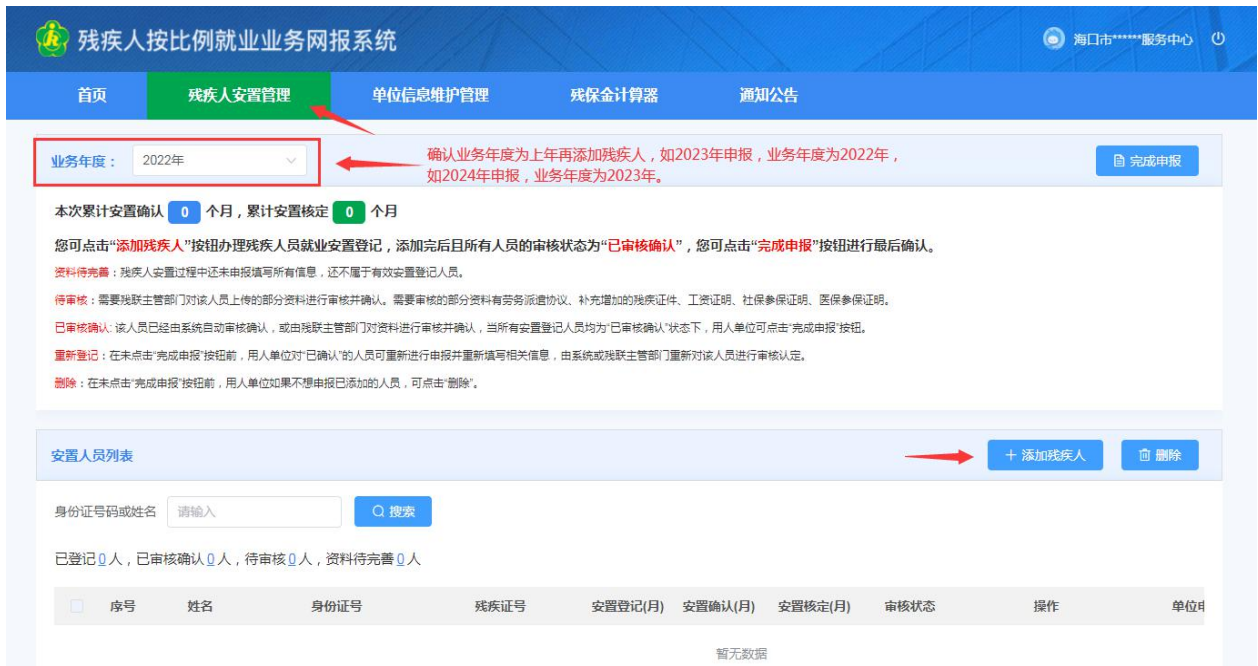 残疾人按比例就业业务网报系统
海口市******服务中心
首页 残疾人安置管理 单位信息维护管理 残保金计算器 通知公告
业务年度： 2022年
确认业务年度为上年再添加残疾人，如2023年申报，业务年度为2022年，
如2024年申报，业务年度为2023年。
完成申报
本次累计安置确认 0 个月，累计安置核定 0 个月
您可点击“添加残疾人”按钮办理残疾人员就业安置登记，添加完后且所有人员的审核状态为“已审核确认”，您可点击“完成申报”按钮进行最后确认。
资料待完善：残疾人安置过程中还未申报填写所有信息，还不属于有效安置登记人员。
待审核：需要残联主管部门对该人员上传的部分资料进行审核并确认。需要审核的部分资料有劳务派遣协议、补充增加的残疾证件、工资证明、社保参保证明、医保参保证明。
已审核确认: 该人员已经由系统自动审核确认，或由残联主管部门对资料进行审核并确认，当所有安置登记人员均为“已审核确认”状态下，用人单位可点击“完成申报”按钮。
重新登记：在未点击“完成申报”按钮前，用人单位对“已确认”的人员可重新进行申报并重新填写相关信息，由系统或残联主管部门重新对该人员进行审核认定。
删除：在未点击“完成申报”按钮前，用人单位如果不想申报已添加的人员，可点击“删除”。
安置人员列表 + 添加残疾人 删除
身份证号码或姓名 请输入 搜索
已登记0人，已审核确认0人，待审核0人，资料待完善0人
序号 姓名 身份证号 残疾证号 安置登记(月) 安置确认(月) 安置核定(月) 审核状态 操作 单位
暂无数据